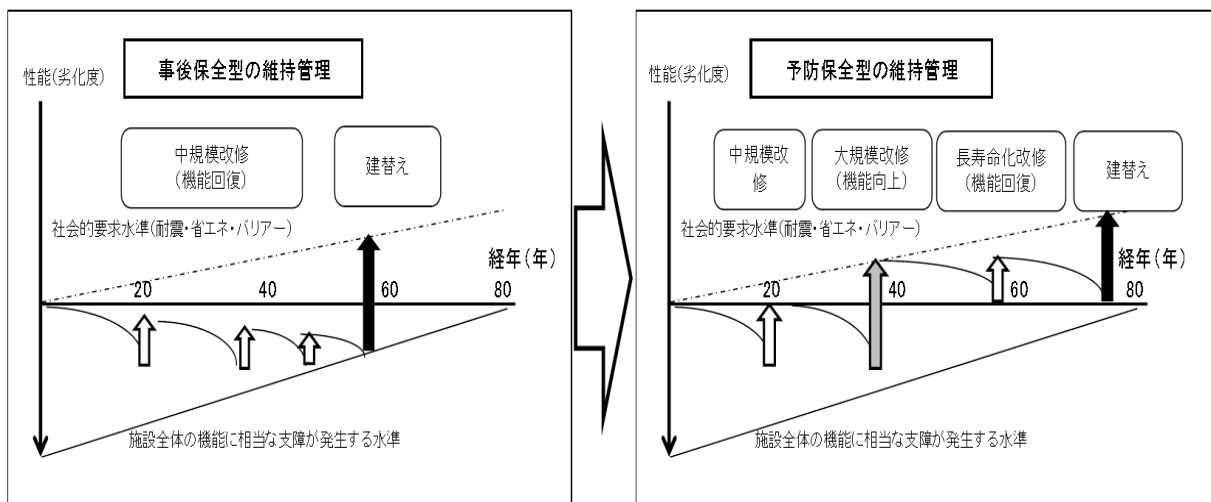 事後保全型の維持管理
性能(劣化度)
中規模改修
(機能回復)
建替え
社会的要求水準(耐震・省エネ・バリアー)
経年(年)
20
40
60
80
施設全体の機能に相当な支障が発生する水準
予防保全型の維持管理
性能(劣化度)
中規模改
修
大規模改修
(機能向上)
長寿命化改修
(機能回復)
建替え
社会的要求水準(耐震・省エネ・バリアー)
経年(年)
20
40
60
80
施設全体の機能に相当な支障が発生する水準